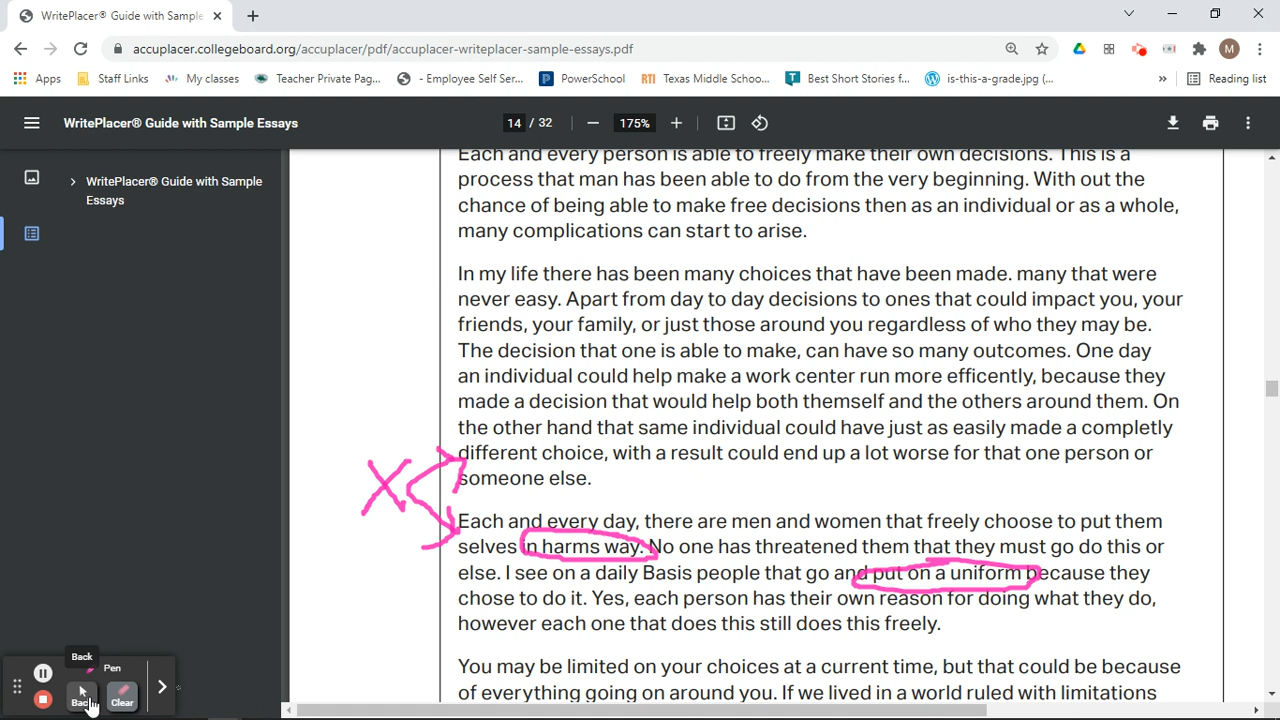 WritePlacer® Guide with Sample
accuplacer.collegeboard.org/accuplacer/pdf/accuplacer-writeplacer-sample-essays.pdf
M
Apps Staff Links My classes Teacher Private Pag... - Employee Self Ser... PowerSchool RTI Texas Middle Schoo... T Best Short Stories f... is-this-a-grade.jpg (... » Reading list
WritePlacer® Guide with Sample Essays 14 / 32 175%
WritePlacer® Guide with Sample
Essays
Each and every person is able to freely make their own decisions. This is a
process that man has been able to do from the very beginning. With out the
chance of being able to make free decisions then as an individual or as a whole,
many complications can start to arise.
In my life there has been many choices that have been made. many that were
never easy. Apart from day to day decisions to ones that could impact you, your
friends, your family, or just those around you regardless of who they may be.
The decision that one is able to make, can have so many outcomes. One day
an individual could help make a work center run more efficently, because they
made a decision that would help both themself and the others around them. On
the other hand that same individual could have just as easily made a completly
different choice, with a result could end up a lot worse for that one person or
someone else.
Each and every day, there are men and women that freely choose to put them
selves in harms way. No one has threatened them that they must go do this or
else. I see on a daily Basis people that go and put on a uniform because they
chose to do it. Yes, each person has their own reason for doing what they do,
however each one that does this still does this freely.
You may be limited on your choices at a current time, but that could be because
of everything going on around you. If we lived in a world ruled with limitations
Back
Pen
Back Clear